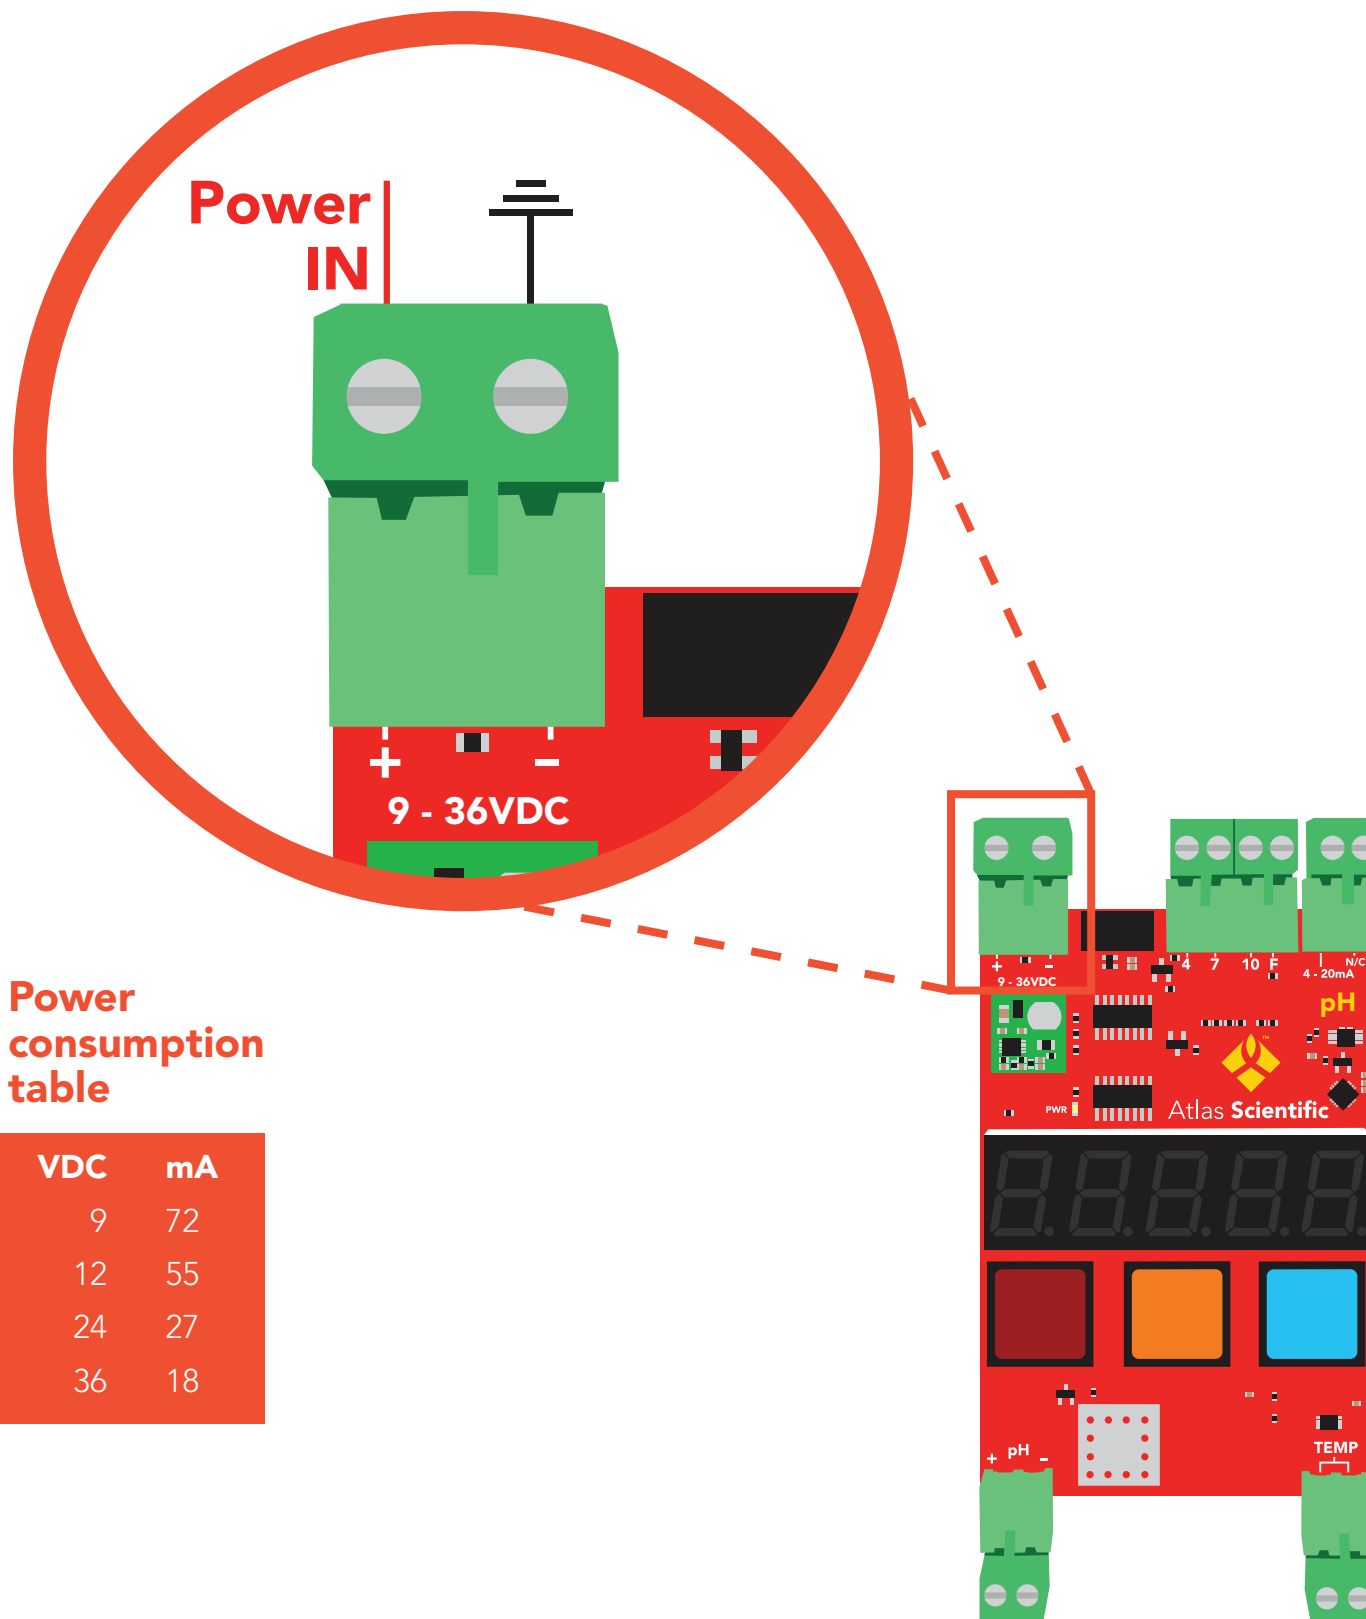 Power
IN
+ -
9 - 36VDC
Power
consumption
table
VDC mA
9 72
12 55
24 27
36 18
+ -
9 - 36VDC
4 7 10 F
N/C
4 - 20mA
pH
™
PWR
Atlas Scientific
+ pH -
TEMP